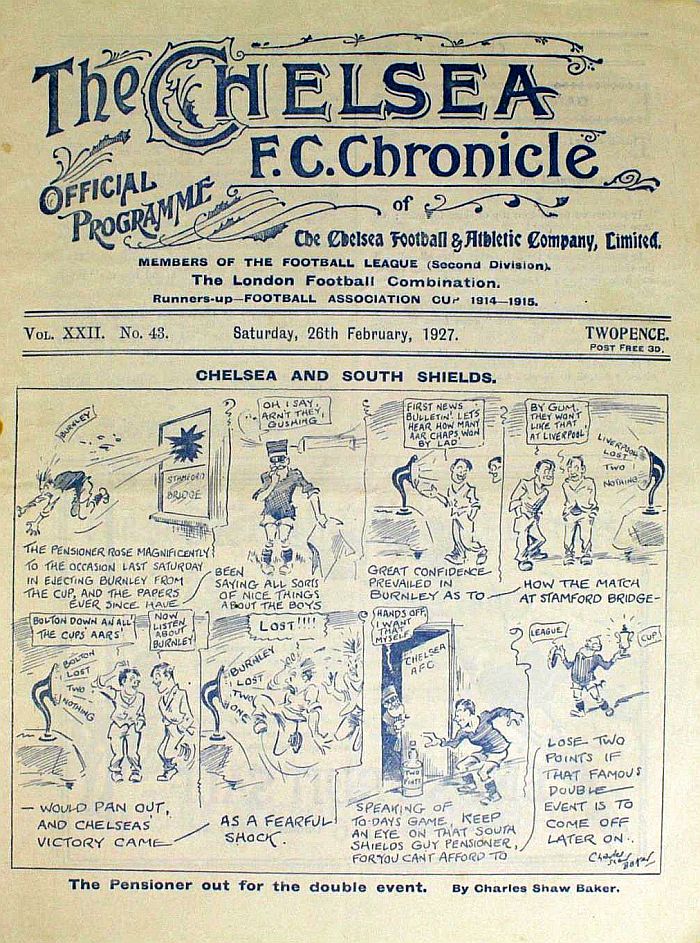 The CHELSEA
F.C. Chronicle
OFFICIAL
PROGRAMME
of
The Chelsea Football & Athletic Company, Limited.
MEMBERS OF THE FOOTBALL LEAGUE (Second Division).
The London Football Combination.
Runners-up—FOOTBALL ASSOCIATION CUP 1914—1915.
VOL. XXII. No. 43.
Saturday, 26th February, 1927.
TWOPENCE.
POST FREE 3D.
CHELSEA AND SOUTH SHIELDS.
BURNLEY
STAMFORD
BRIDGE
THE PENSIONER ROSE MAGNIFICENTLY
TO THE OCCASION LAST SATURDAY
IN EJECTING BURNLEY FROM
THE CUP, AND THE PAPERS
EVER SINCE HAVE
OH I SAY,
ARN'T THEY
GUSHING
BEEN
SAYING ALL SORTS
OF NICE THINGS
ABOUT THE BOYS
FIRST NEWS
BULLETIN. LETS
HEAR HOW MANY
AAR CHAPS WON
BY LAD
GREAT CONFIDENCE
PREVAILED IN
BURNLEY AS TO —
BY GUM,
THEY WONT
LIKE THAT
AT LIVERPOOL
LIVERPOOL
LOST
TWO
NOTHING
HOW THE MATCH
AT STAMFORD BRIDGE—
BOLTON DOWN AN' ALL
THE CUPS AARS'
NOW
LISTEN
ABOUT
BURNLEY!
BOLTON
LOST
TWO
— NOTHING
— WOULD PAN OUT,
AND CHELSEA'S
VICTORY CAME —
LOST!!!!
BURNLEY
LOST
TWO
ONE
AS A FEARFUL
SHOCK.
HANDS OFF,
I WANT
THAT
MYSELF
CHELSEA
A F C
TWO
POINTS
SPEAKING OF
TO-DAYS GAME, KEEP
AN EYE ON THAT SOUTH
SHIELDS GUY PENSIONER,
FOR YOU CAN'T AFFORD TO —
LEAGUE
CUP
LOSE TWO
POINTS IF
THAT FAMOUS
DOUBLE
EVENT IS TO
COME OFF
LATER ON..
Charles
Shaw
Baker
The Pensioner out for the double event. By Charles Shaw Baker.